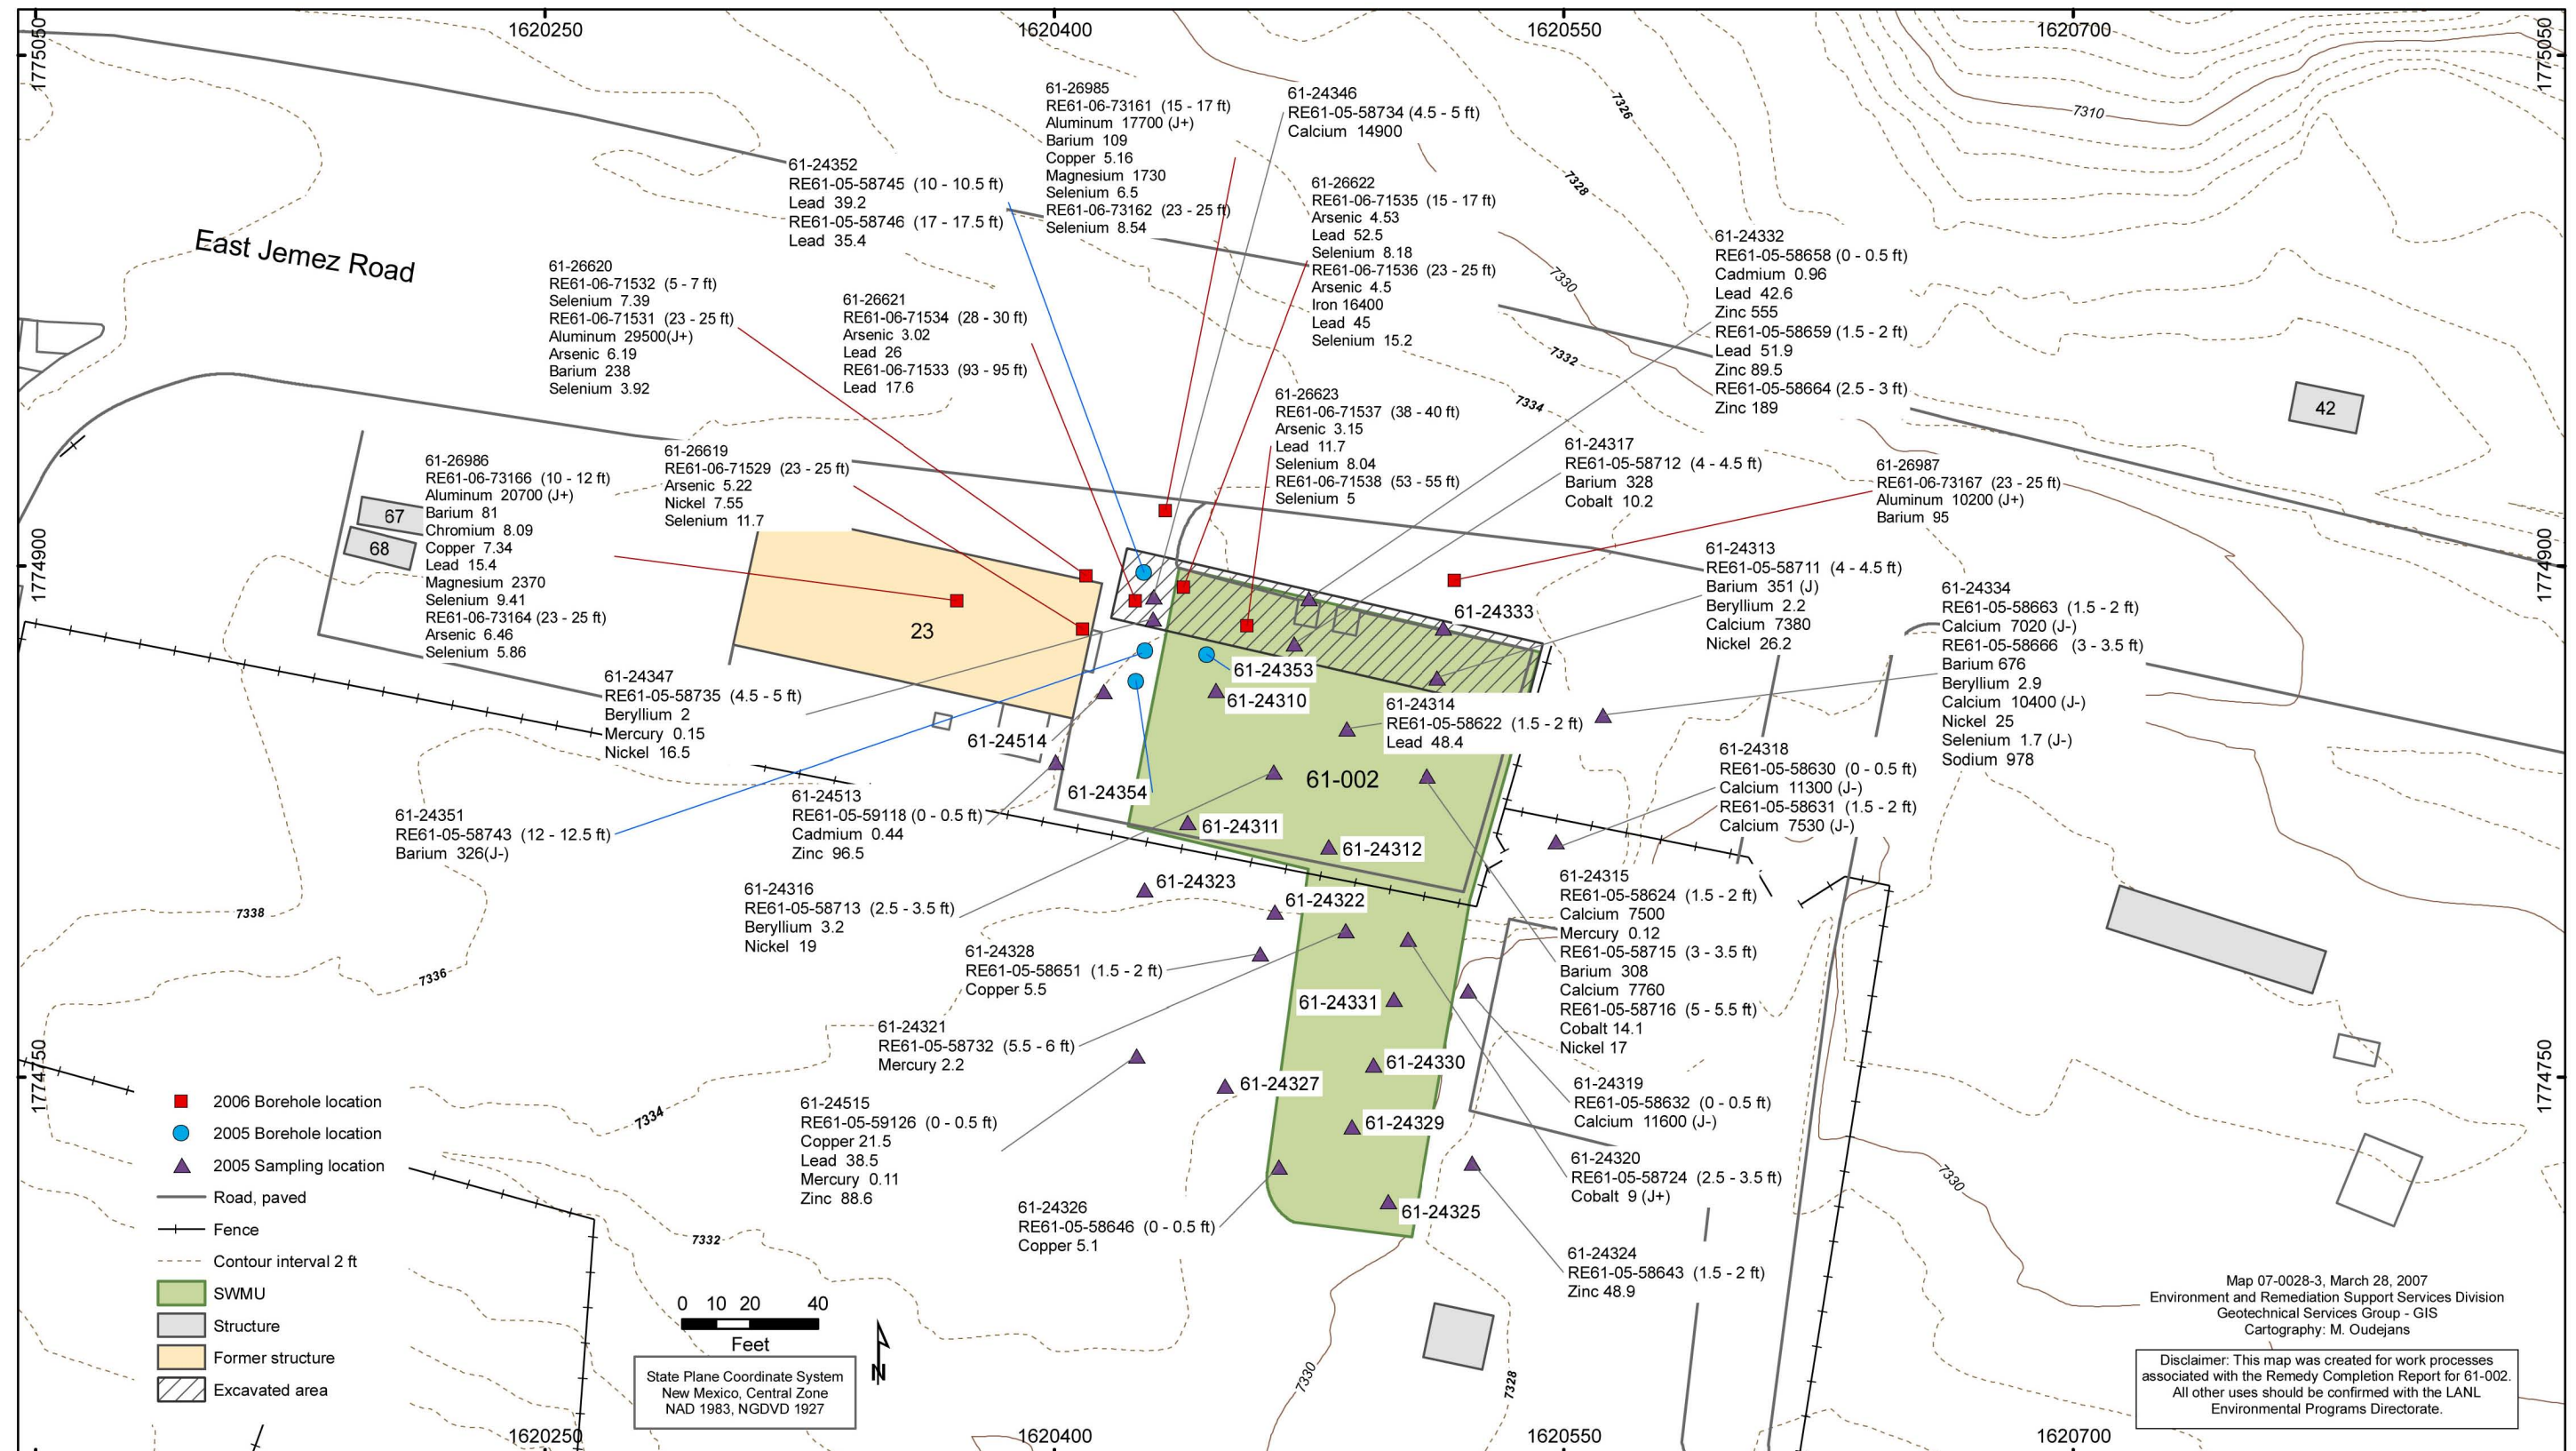 1620250
1620400
1620550
1620700
1775050
1775050
7310
7326
7328
7330
7332
7334
East Jemez Road
61-24352
RE61-05-58745 (10 - 10.5 ft)
Lead 39.2
RE61-05-58746 (17 - 17.5 ft)
Lead 35.4
61-26985
RE61-06-73161 (15 - 17 ft)
Aluminum 17700 (J+)
Barium 109
Copper 5.16
Magnesium 1730
Selenium 6.5
RE61-06-73162 (23 - 25 ft)
Selenium 8.54
61-24346
RE61-05-58734 (4.5 - 5 ft)
Calcium 14900
61-26622
RE61-06-71535 (15 - 17 ft)
Arsenic 4.53
Lead 52.5
Selenium 8.18
RE61-06-71536 (23 - 25 ft)
Arsenic 4.5
Iron 16400
Lead 45
Selenium 15.2
61-24332
RE61-05-58658 (0 - 0.5 ft)
Cadmium 0.96
Lead 42.6
Zinc 555
RE61-05-58659 (1.5 - 2 ft)
Lead 51.9
Zinc 89.5
RE61-05-58664 (2.5 - 3 ft)
Zinc 189
61-26620
RE61-06-71532 (5 - 7 ft)
Selenium 7.39
RE61-06-71531 (23 - 25 ft)
Aluminum 29500(J+)
Arsenic 6.19
Barium 238
Selenium 3.92
61-26621
RE61-06-71534 (28 - 30 ft)
Arsenic 3.02
Lead 26
RE61-06-71533 (93 - 95 ft)
Lead 17.6
61-26623
RE61-06-71537 (38 - 40 ft)
Arsenic 3.15
Lead 11.7
Selenium 8.04
RE61-06-71538 (53 - 55 ft)
Selenium 5
42
61-26986
RE61-06-73166 (10 - 12 ft)
Aluminum 20700 (J+)
Barium 81
Chromium 8.09
Copper 7.34
Lead 15.4
Magnesium 2370
Selenium 9.41
RE61-06-73164 (23 - 25 ft)
Arsenic 6.46
Selenium 5.86
61-26619
RE61-06-71529 (23 - 25 ft)
Arsenic 5.22
Nickel 7.55
Selenium 11.7
61-24317
RE61-05-58712 (4 - 4.5 ft)
Barium 328
Cobalt 10.2
61-26987
RE61-06-73167 (23 - 25 ft)
Aluminum 10200 (J+)
Barium 95
67
68
1774900
1774900
23
61-24313
RE61-05-58711 (4 - 4.5 ft)
Barium 351 (J)
Beryllium 2.2
Calcium 7380
Nickel 26.2
61-24334
RE61-05-58663 (1.5 - 2 ft)
Calcium 7020 (J-)
RE61-05-58666 (3 - 3.5 ft)
Barium 676
Beryllium 2.9
Calcium 10400 (J-)
Nickel 25
Selenium 1.7 (J-)
Sodium 978
61-24333
61-24353
61-24310
61-24347
RE61-05-58735 (4.5 - 5 ft)
Beryllium 2
Mercury 0.15
Nickel 16.5
61-24314
RE61-05-58622 (1.5 - 2 ft)
Lead 48.4
61-24514
61-002
61-24354
61-24318
RE61-05-58630 (0 - 0.5 ft)
Calcium 11300 (J-)
RE61-05-58631 (1.5 - 2 ft)
Calcium 7530 (J-)
61-24351
RE61-05-58743 (12 - 12.5 ft)
Barium 326(J-)
61-24513
RE61-05-59118 (0 - 0.5 ft)
Cadmium 0.44
Zinc 96.5
61-24311
61-24312
61-24316
RE61-05-58713 (2.5 - 3.5 ft)
Beryllium 3.2
Nickel 19
61-24323
61-24322
61-24315
RE61-05-58624 (1.5 - 2 ft)
Calcium 7500
Mercury 0.12
RE61-05-58715 (3 - 3.5 ft)
Barium 308
Calcium 7760
RE61-05-58716 (5 - 5.5 ft)
Cobalt 14.1
Nickel 17
7338
7336
61-24328
RE61-05-58651 (1.5 - 2 ft)
Copper 5.5
61-24331
61-24321
RE61-05-58732 (5.5 - 6 ft)
Mercury 2.2
61-24330
61-24327
61-24319
RE61-05-58632 (0 - 0.5 ft)
Calcium 11600 (J-)
1774750
1774750
7334
61-24515
RE61-05-59126 (0 - 0.5 ft)
Copper 21.5
Lead 38.5
Mercury 0.11
Zinc 88.6
61-24329
61-24320
RE61-05-58724 (2.5 - 3.5 ft)
Cobalt 9 (J+)
7330
61-24326
RE61-05-58646 (0 - 0.5 ft)
Copper 5.1
61-24325
7332
61-24324
RE61-05-58643 (1.5 - 2 ft)
Zinc 48.9
7330
7328
2006 Borehole location
2005 Borehole location
2005 Sampling location
Road, paved
Fence
Contour interval 2 ft
SWMU
Structure
Former structure
Excavated area
0 10 20 40
Feet
State Plane Coordinate System
New Mexico, Central Zone
NAD 1983, NGDVD 1927
N
Map 07-0028-3, March 28, 2007
Environment and Remediation Support Services Division
Geotechnical Services Group - GIS
Cartography: M. Oudejans
Disclaimer: This map was created for work processes
associated with the Remedy Completion Report for 61-002.
All other uses should be confirmed with the LANL
Environmental Programs Directorate.
1620250
1620400
1620550
1620700